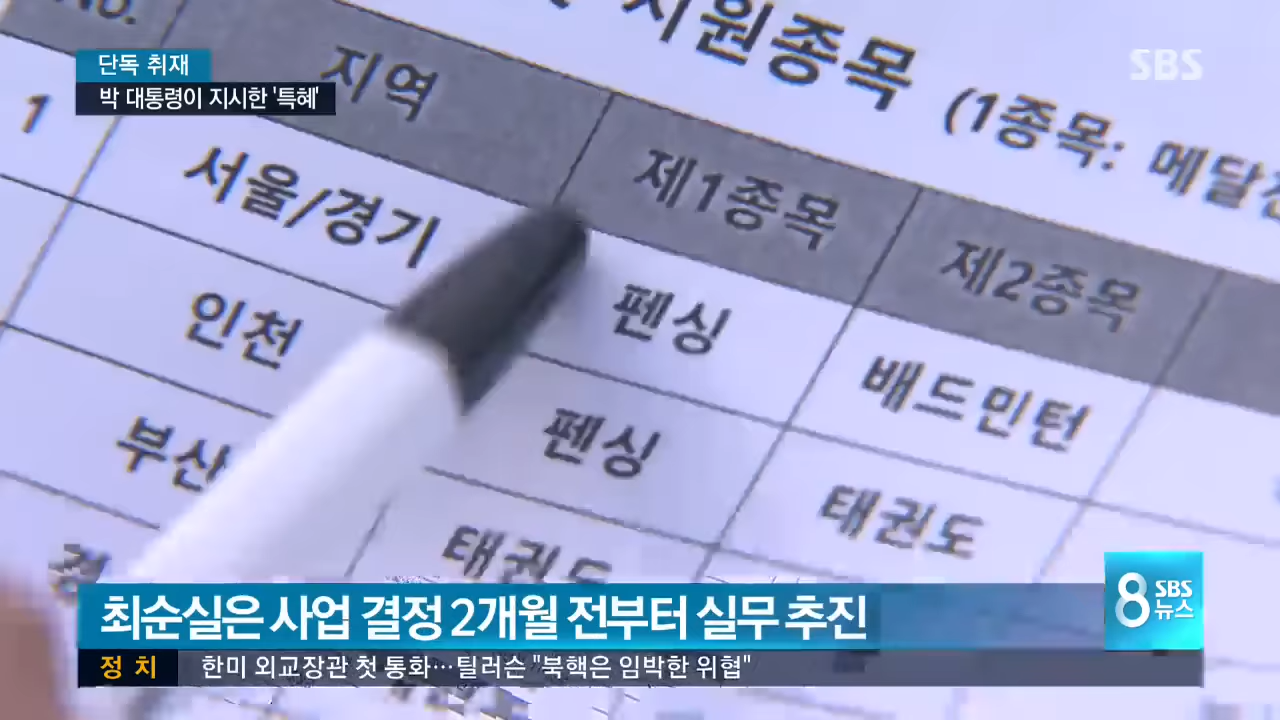 NO.
지원종목 (1종목: 메달
단독 취재
SBS
박 대통령이 지시한 '특혜'
지역 제1종목 제2종목
1 서울/경기 펜싱 배드민턴
인천 펜싱 태권도
부산 태권도
최순실은 사업 결정 2개월 전부터 실무 추진
8 SBS 뉴스
정치 한미 외교장관 첫 통화…틸러슨 "북핵은 임박한 위협"